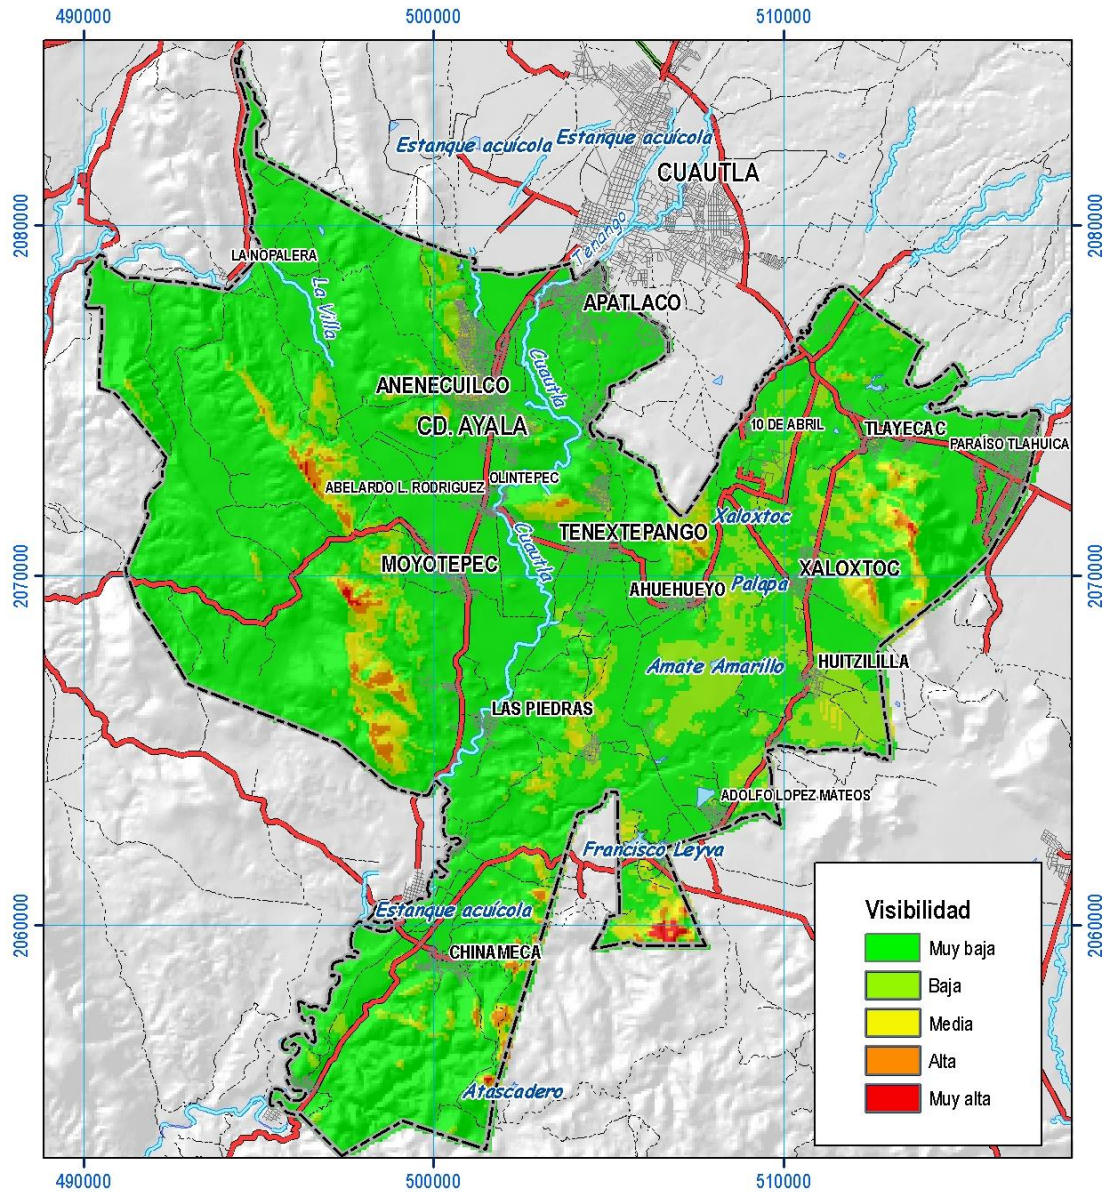 490000
500000
510000
Estanque acuícola
Estanque acuícola
CUAUTLA
2080000
2080000
Tenango
LA NOPALERA
La Villa
APATLACO
Cuautla
ANENECUILCO
CD. AYALA
10 DE ABRIL
TLAYECAC
PARAÍSO TLAHUICA
OLINTEPEC
ABELARDO L. RODRIGUEZ
Xaloxtoc
TENEXTEPANGO
Cuautla
MOYOTEPEC
XALOXTOC
2070000
2070000
AHUEHUEYO
Palapa
Amate Amarillo
HUITZILILLA
LAS PIEDRAS
ADOLFO LOPEZ MATEOS
Francisco Leyva
Estanque acuícola
2060000
2060000
CHINAMECA
Atascadero
Visibilidad
Muy baja
Baja
Media
Alta
Muy alta
490000
500000
510000